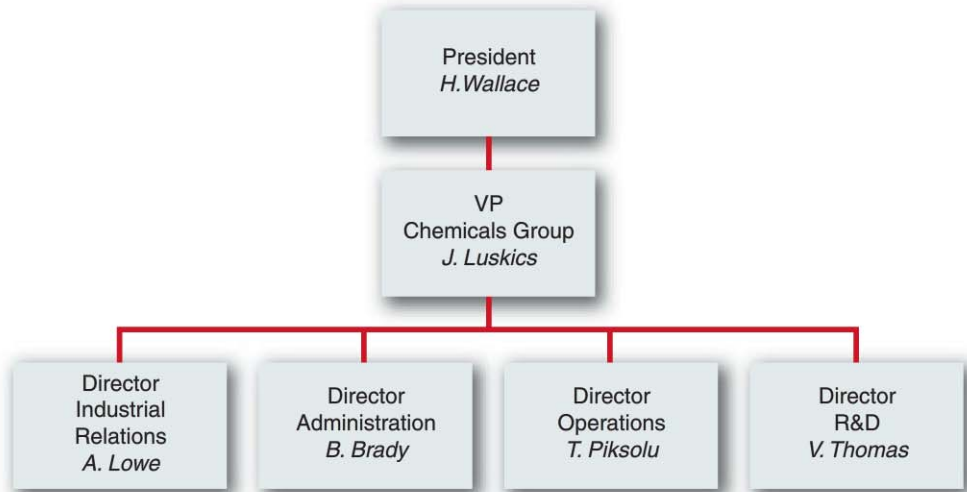 President
H.Wallace
VP
Chemicals Group
J. Luskics
Director
Industrial
Relations
A. Lowe
Director
Administration
B. Brady
Director
Operations
T. Piksolu
Director
R&D
V. Thomas